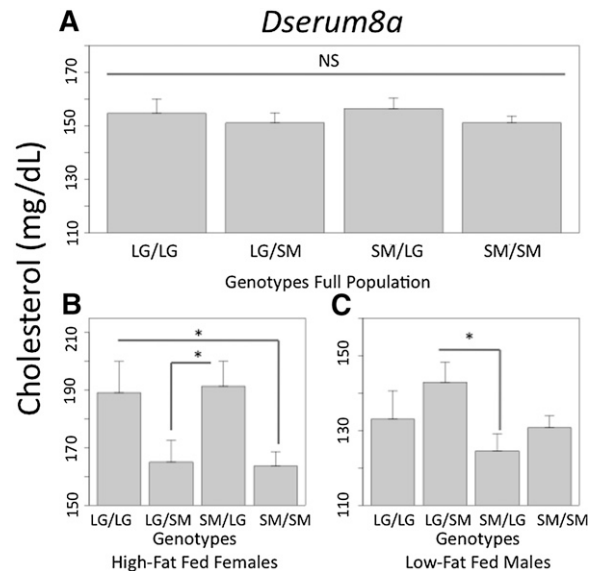 A
Dserum8a
Cholesterol (mg/dL)
170
150
130
110
NS
LG/LG LG/SM SM/LG SM/SM
Genotypes Full Population
B
210
190
170
150
*
*
LG/LG LG/SM SM/LG SM/SM
Genotypes
High-Fat Fed Females
C
150
130
110
*
LG/LG LG/SM SM/LG SM/SM
Genotypes
Low-Fat Fed Males